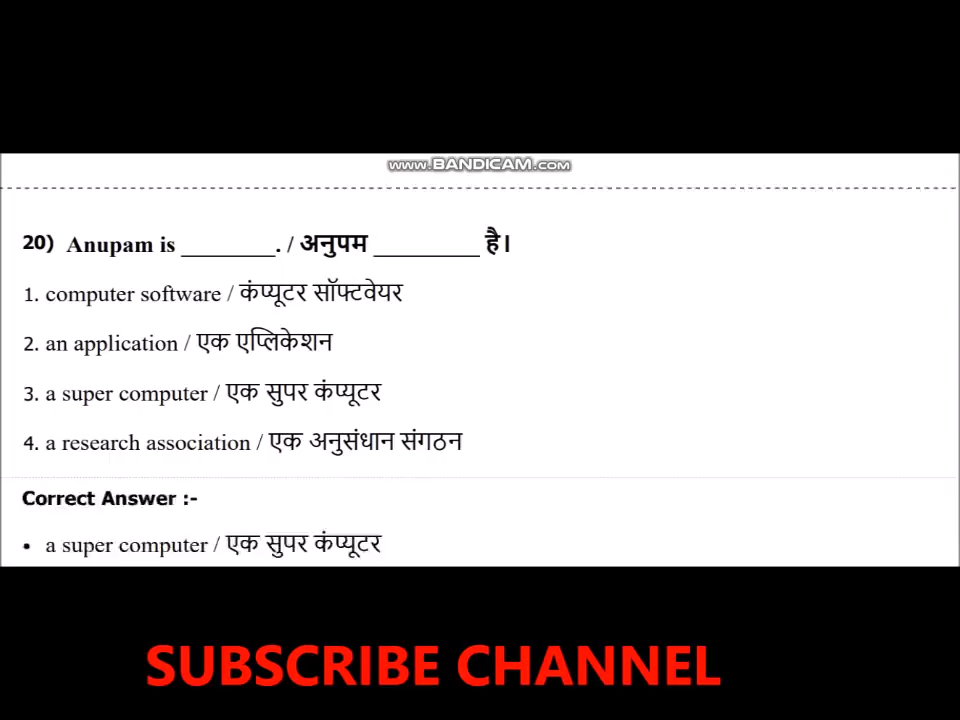 www.BANDICAM.com
20) Anupam is ________. / अनुपम _________ है।
1. computer software / कंप्यूटर सॉफ्टवेयर
2. an application / एक एप्लिकेशन
3. a super computer / एक सुपर कंप्यूटर
4. a research association / एक अनुसंधान संगठन
Correct Answer :-
• a super computer / एक सुपर कंप्यूटर
SUBSCRIBE CHANNEL